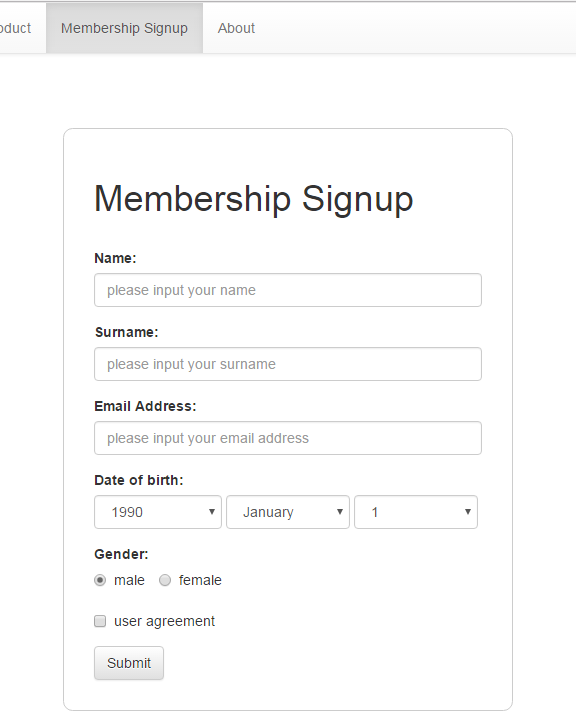 oduct Membership Signup About
Membership Signup
Name:
please input your name
Surname:
please input your surname
Email Address:
please input your email address
Date of birth:
1990 January 1
Gender:
male female
user agreement
Submit